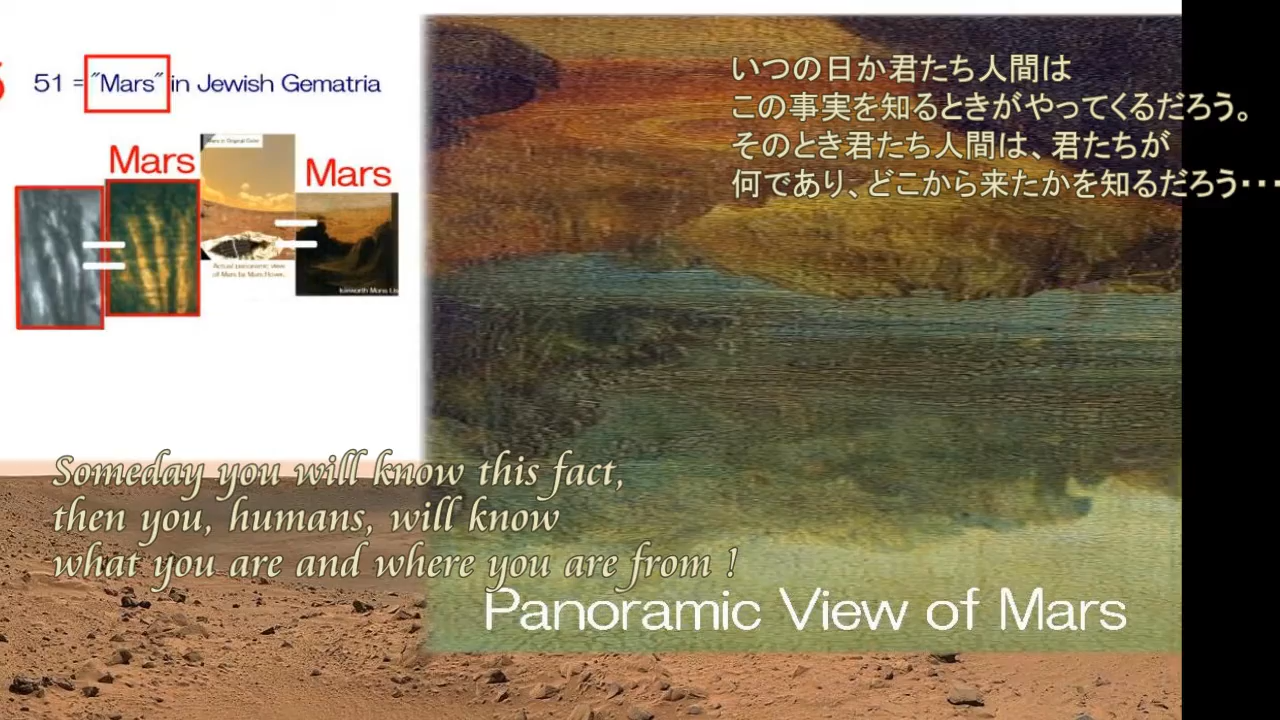 51 = "Mars" in Jewish Gematria
Mars
Mars
Actual panoramic view
of Mars by Mars Rover.
いつの日か君たち人間は
この事実を知るときがやってくるだろう。
そのとき君たち人間は、君たちが
何であり、どこから来たかを知るだろう・・・
Someday you will know this fact,
then you, humans, will know
what you are and where you are from !
Panoramic View of Mars